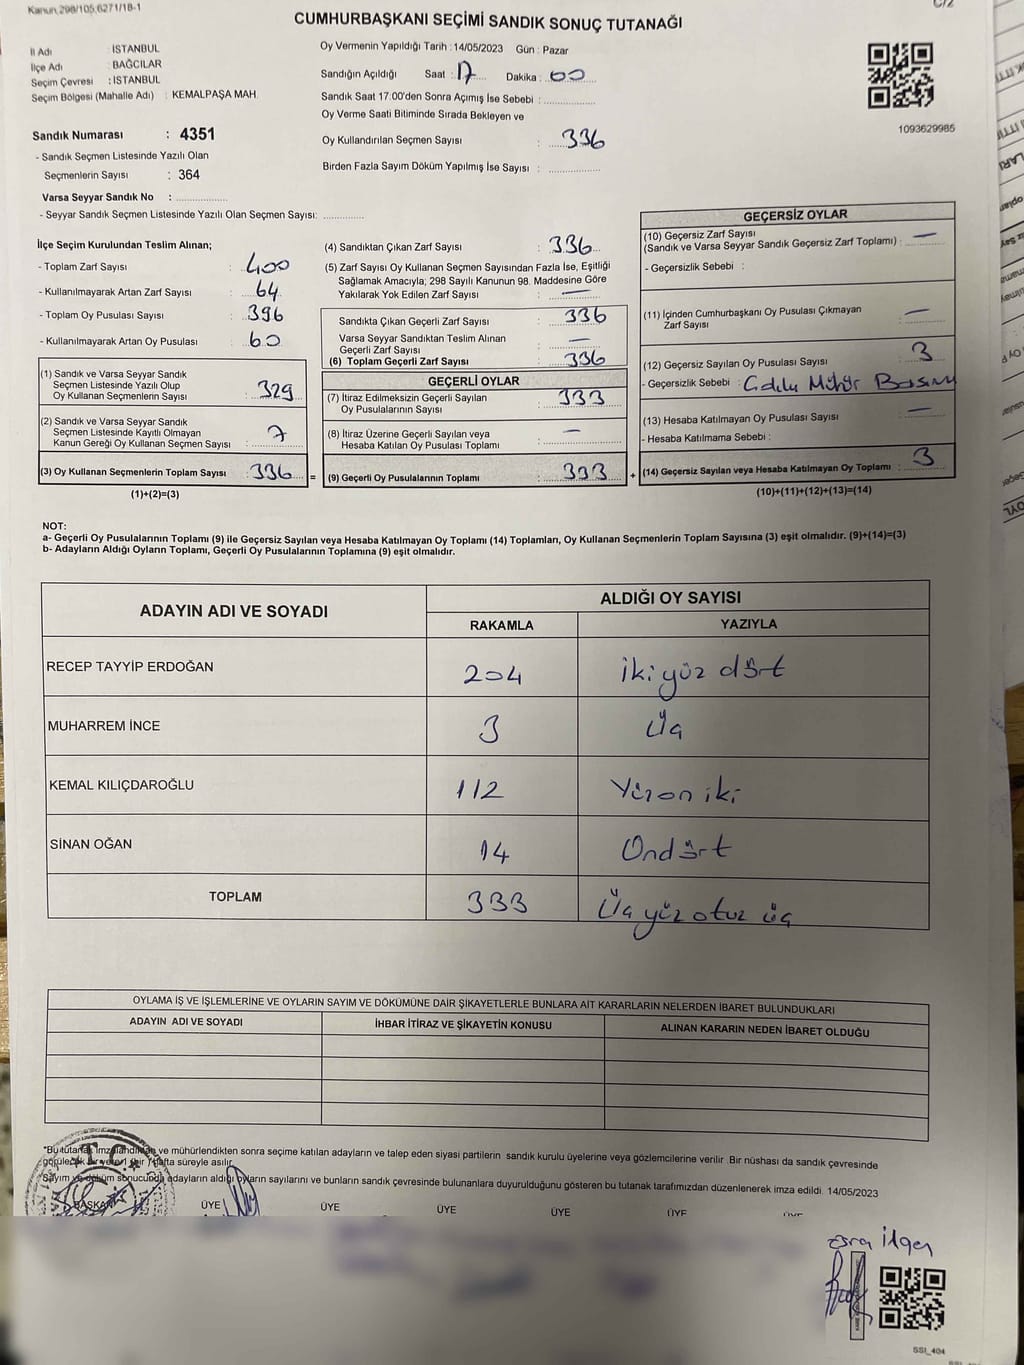 Kanun,298/105,6271/18-1
C/2
CUMHURBAŞKANI SEÇİMİ SANDIK SONUÇ TUTANAĞI
İl Adı : İSTANBUL
İlçe Adı : BAĞCILAR
Seçim Çevresi : İSTANBUL
Seçim Bölgesi (Mahalle Adı) : KEMALPAŞA MAH.
Oy Vermenin Yapıldığı Tarih : 14/05/2023 Gün : Pazar
Sandığın Açıldığı Saat : 17 Dakika : 00
Sandık Saat 17:00'den Sonra Açımış İse Sebebi :
Oy Verme Saati Bitiminde Sırada Bekleyen ve
Oy Kullandırılan Seçmen Sayısı : 336
Birden Fazla Sayım Döküm Yapılmış İse Sayısı :
1093629985
Sandık Numarası : 4351
- Sandık Seçmen Listesinde Yazılı Olan
Seçmenlerin Sayısı : 364
Varsa Seyyar Sandık No :
- Seyyar Sandık Seçmen Listesinde Yazılı Olan Seçmen Sayısı:
İlçe Seçim Kurulundan Teslim Alınan;
- Toplam Zarf Sayısı : 400
- Kullanılmayarak Artan Zarf Sayısı : 64
- Toplam Oy Pusulası Sayısı : 396
- Kullanılmayarak Artan Oy Pusulası : 60
(1) Sandık ve Varsa Seyyar Sandık
Seçmen Listesinde Yazılı Olup
Oy Kullanan Seçmenlerin Sayısı : 329
(2) Sandık ve Varsa Seyyar Sandık
Seçmen Listesinde Kayıtlı Olmayan
Kanun Gereği Oy Kullanan Seçmen Sayısı : 7
(3) Oy Kullanan Seçmenlerin Toplam Sayısı : 336
(1)+(2)=(3)
(4) Sandıktan Çıkan Zarf Sayısı : 336
(5) Zarf Sayısı Oy Kullanan Seçmen Sayısından Fazla İse, Eşitliği
Sağlamak Amacıyla; 298 Sayılı Kanunun 98. Maddesine Göre
Yakılarak Yok Edilen Zarf Sayısı : —
Sandıkta Çıkan Geçerli Zarf Sayısı : 336
Varsa Seyyar Sandıktan Teslim Alınan
Geçerli Zarf Sayısı : —
(6) Toplam Geçerli Zarf Sayısı : 336
GEÇERLİ OYLAR
(7) İtiraz Edilmeksizin Geçerli Sayılan
Oy Pusulalarının Sayısı : 333
(8) İtiraz Üzerine Geçerli Sayılan veya
Hesaba Katılan Oy Pusulası Toplamı : —
= (9) Geçerli Oy Pusulalarının Toplamı : 333
GEÇERSİZ OYLAR
(10) Geçersiz Zarf Sayısı
(Sandık ve Varsa Seyyar Sandık Geçersiz Zarf Toplamı) : —
- Geçersizlik Sebebi :
(11) İçinden Cumhurbaşkanı Oy Pusulası Çıkmayan
Zarf Sayısı : —
(12) Geçersiz Sayılan Oy Pusulası Sayısı : 3
- Geçersizlik Sebebi : Mühür
(13) Hesaba Katılmayan Oy Pusulası Sayısı : —
- Hesaba Katılmama Sebebi :
+ (14) Geçersiz Sayılan veya Hesaba Katılmayan Oy Toplamı : 3
(10)+(11)+(12)+(13)=(14)
NOT:
a- Geçerli Oy Pusulalarının Toplamı (9) ile Geçersiz Sayılan veya Hesaba Katılmayan Oy Toplamı (14) Toplamları, Oy Kullanan Seçmenlerin Toplam Sayısına (3) eşit olmalıdır. (9)+(14)=(3)
b- Adayların Aldığı Oyların Toplamı, Geçerli Oy Pusulalarının Toplamına (9) eşit olmalıdır.
ADAYIN ADI VE SOYADI
ALDIĞI OY SAYISI
RAKAMLA YAZIYLA
RECEP TAYYİP ERDOĞAN 204 İki yüz dört
MUHARREM İNCE 3 Üç
KEMAL KILIÇDAROĞLU 112 Yüzon iki
SİNAN OĞAN 14 Ondört
TOPLAM 333 Üç yüz otuz üç
OYLAMA İŞ VE İŞLEMLERİNE VE OYLARIN SAYIM VE DÖKÜMÜNE DAİR ŞİKAYETLERLE BUNLARA AİT KARARLARIN NELERDEN İBARET BULUNDUKLARI
ADAYIN ADI VE SOYADI İHBAR İTİRAZ VE ŞİKAYETİN KONUSU ALINAN KARARIN NEDEN İBARET OLDUĞU
"Bu tutanak imzalandıktan ve mühürlendikten sonra seçime katılan adayların ve talep eden siyasi partilerin sandık kurulu üyelerine veya gözlemcilerine verilir. Bir nüshası da sandık çevresinde
görülecek bir yere (bir) hafta süreyle asılır.
Sayım ve döküm sonucunda adayların aldığı oyların sayılarını ve bunların sandık çevresinde bulunanlara duyurulduğunu gösteren bu tutanak tarafımızdan düzenlenerek imza edildi. 14/05/2023
T.C.
BAŞKAN ÜYE ÜYE ÜYE ÜYE ÜYE
Esra İlgen
SSI_404